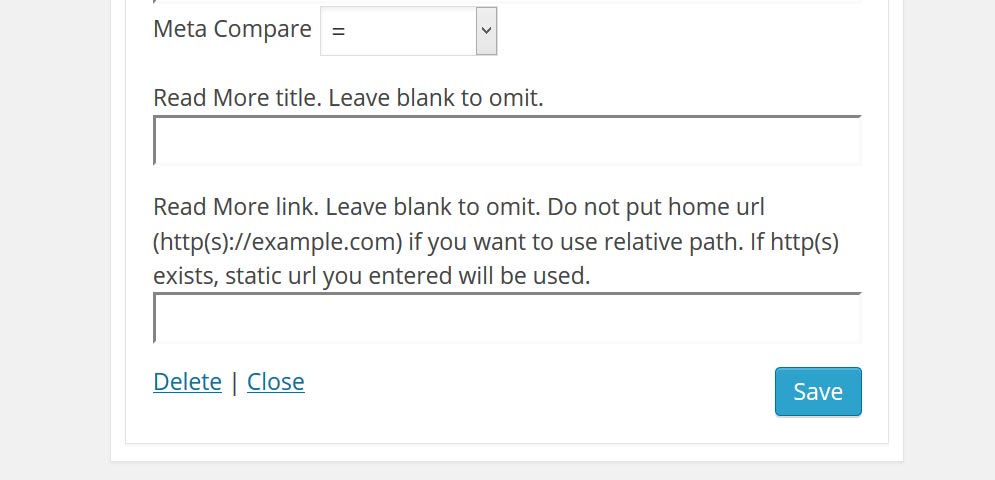 Meta Compare =
Read More title. Leave blank to omit.
Read More link. Leave blank to omit. Do not put home url
(http(s)://example.com) if you want to use relative path. If http(s)
exists, static url you entered will be used.
Delete | Close
Save